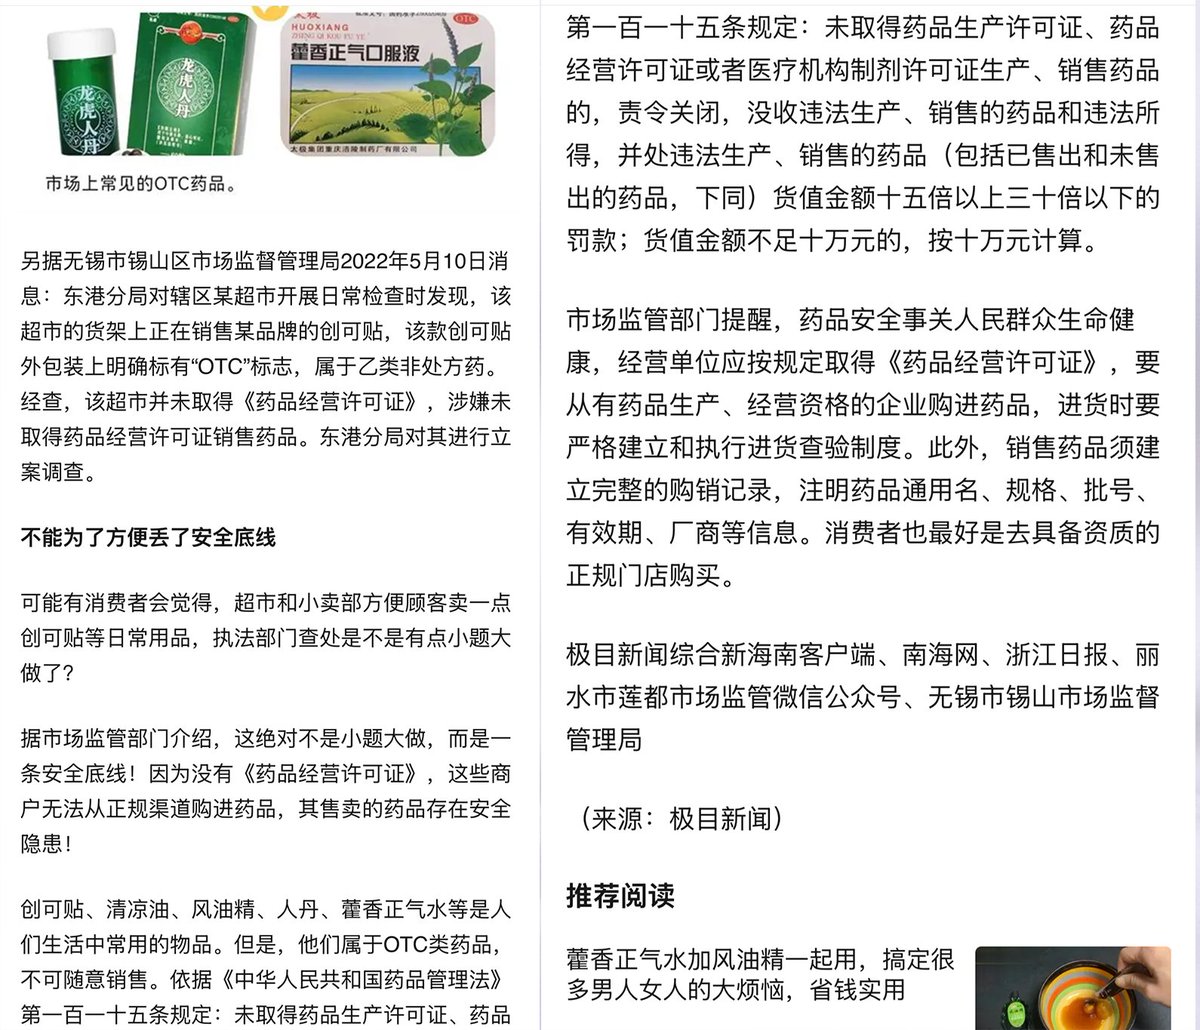 龙虎人丹
龙虎人丹
OTC
HUOXIANG
ZHENG QI KOU FU YE
藿香正气口服液
OTC
太极集团重庆涪陵制药厂有限公司
市场上常见的OTC药品。
另据无锡市锡山区市场监督管理局2022年5月10日消
息：东港分局对辖区某超市开展日常检查时发现，该
超市的货架上正在销售某品牌的创可贴，该款创可贴
外包装上明确标有“OTC”标志，属于乙类非处方药。
经查，该超市并未取得《药品经营许可证》，涉嫌未
取得药品经营许可证销售药品。东港分局对其进行立
案调查。
不能为了方便丢了安全底线
可能有消费者会觉得，超市和小卖部方便顾客卖一点
创可贴等日常用品，执法部门查处是不是有点小题大
做了？
据市场监管部门介绍，这绝对不是小题大做，而是一
条安全底线！因为没有《药品经营许可证》，这些商
户无法从正规渠道购进药品，其售卖的药品存在安全
隐患！
创可贴、清凉油、风油精、人丹、藿香正气水等是人
们生活中常用的物品。但是，他们属于OTC类药品，
不可随意销售。依据《中华人民共和国药品管理法》
第一百一十五条规定：未取得药品生产许可证、药品
第一百一十五条规定：未取得药品生产许可证、药品
经营许可证或者医疗机构制剂许可证生产、销售药品
的，责令关闭，没收违法生产、销售的药品和违法所
得，并处违法生产、销售的药品（包括已售出和未售
出的药品，下同）货值金额十五倍以上三十倍以下的
罚款；货值金额不足十万元的，按十万元计算。
市场监管部门提醒，药品安全事关人民群众生命健
康，经营单位应按规定取得《药品经营许可证》，要
从有药品生产、经营资格的企业购进药品，进货时要
严格建立和执行进货查验制度。此外，销售药品须建
立完整的购销记录，注明药品通用名、规格、批号、
有效期、厂商等信息。消费者也最好是去具备资质的
正规门店购买。
极目新闻综合新海南客户端、南海网、浙江日报、丽
水市莲都市场监管微信公众号、无锡市锡山市场监督
管理局
（来源：极目新闻）
推荐阅读
藿香正气水加风油精一起用，搞定很
多男人女人的大烦恼，省钱实用